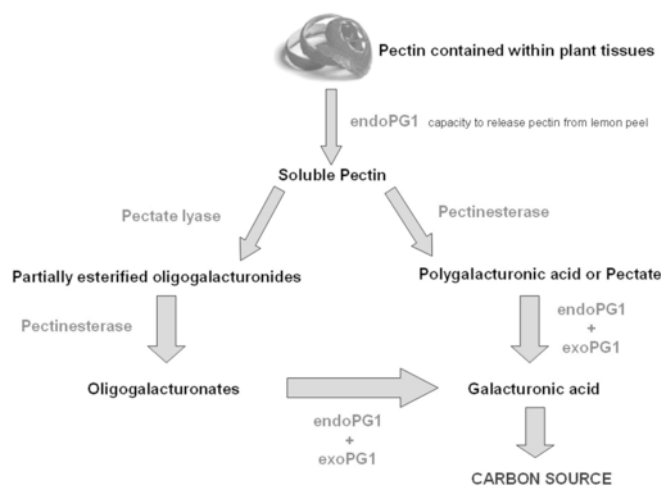 Pectin contained within plant tissues
endoPG1 capacity to release pectin from lemon peel
Soluble Pectin
Pectate lyase
Pectinesterase
Partially esterified oligogalacturonides
Polygalacturonic acid or Pectate
Pectinesterase
endoPG1
+
exoPG1
Oligogalacturonates
Galacturonic acid
endoPG1
+
exoPG1
CARBON SOURCE